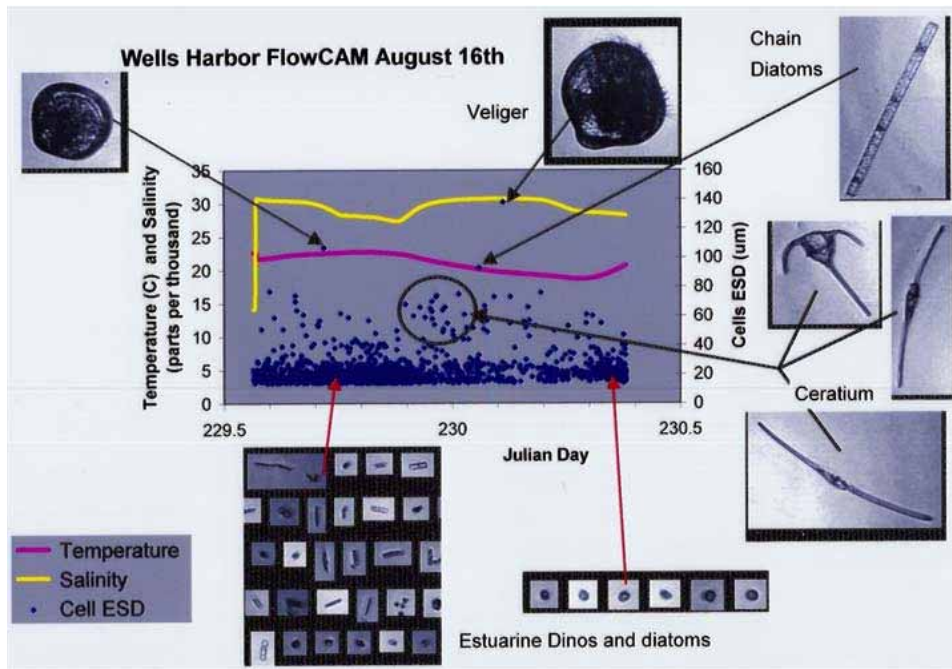 Wells Harbor FlowCAM August 16th
Veliger
Chain
Diatoms
Temperature (C) and Salinity
(parts per thousand)
35
30
25
20
15
10
5
0
160
140
120
100
80
60
40
20
0
Cells ESD (um)
229.5
230
230.5
Julian Day
Ceratium
Temperature
Salinity
Cell ESD
Estuarine Dinos and diatoms